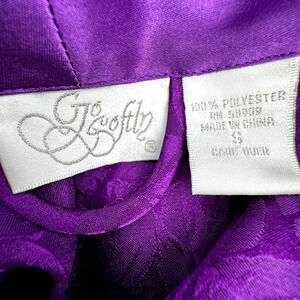 Go
Softly
®
100% POLYESTER
RN 58909
MADE IN CHINA
S
CARE OVER